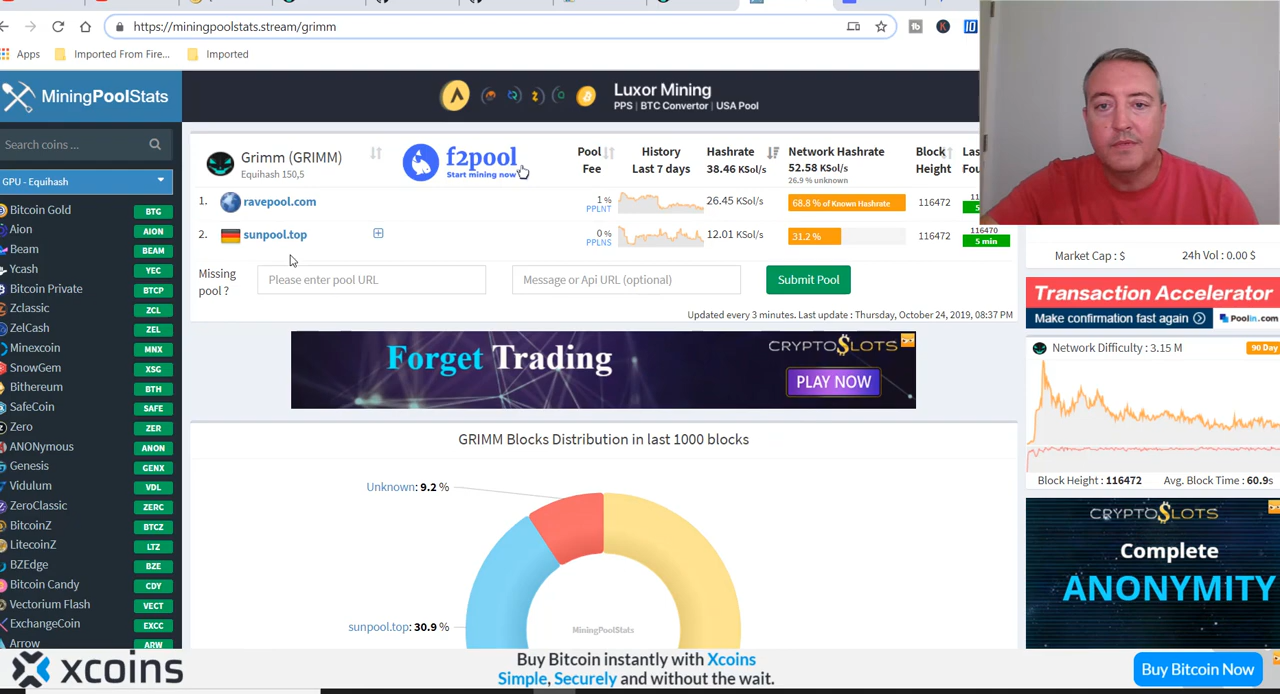 https://miningpoolstats.stream/grimm
Apps
Imported From Fire...
Imported
MiningPoolStats
Luxor Mining
PPS | BTC Convertor | USA Pool
Search coins ...
GPU - Equihash
Bitcoin Gold BTG
Aion AION
Beam BEAM
Ycash YEC
Bitcoin Private BTCP
Zclassic ZCL
ZelCash ZEL
Minexcoin MNX
SnowGem XSG
Bithereum BTH
SafeCoin SAFE
Zero ZER
ANONymous ANON
Genesis GENX
Vidulum VDL
ZeroClassic ZERC
BitcoinZ BTCZ
LitecoinZ LTZ
BZEdge BZE
Bitcoin Candy CDY
Vectorium Flash VECT
ExchangeCoin EXCC
Arrow ARW
Grimm (GRIMM)
Equihash 150,5
f2pool
Start mining now
Pool
Fee
History
Last 7 days
Hashrate
38.46 KSol/s
Network Hashrate
52.58 KSol/s
26.9 % unknown
Block
Height
Las
Fou
1. ravepool.com
1 %
PPLNT
26.45 KSol/s
68.8 % of Known Hashrate
116472
11
5
2. sunpool.top
0 %
PPLNS
12.01 KSol/s
31.2 %
116472
116470
5 min
Missing
pool ?
Please enter pool URL
Message or Api URL (optional)
Submit Pool
Updated every 3 minutes. Last update : Thursday, October 24, 2019, 08:37 PM
Forget Trading
CRYPTOSLOTS
PLAY NOW
GRIMM Blocks Distribution in last 1000 blocks
Unknown: 9.2 %
sunpool.top: 30.9 %
MiningPoolStats
Market Cap : $
24h Vol : 0.00 $
Transaction Accelerator
Make confirmation fast again
Poolin.com
Network Difficulty : 3.15 M
90 Day
Block Height : 116472
Avg. Block Time : 60.9s
CRYPTOSLOTS
Complete
ANONYMITY
xcoins
Buy Bitcoin instantly with Xcoins
Simple, Securely and without the wait.
Buy Bitcoin Now